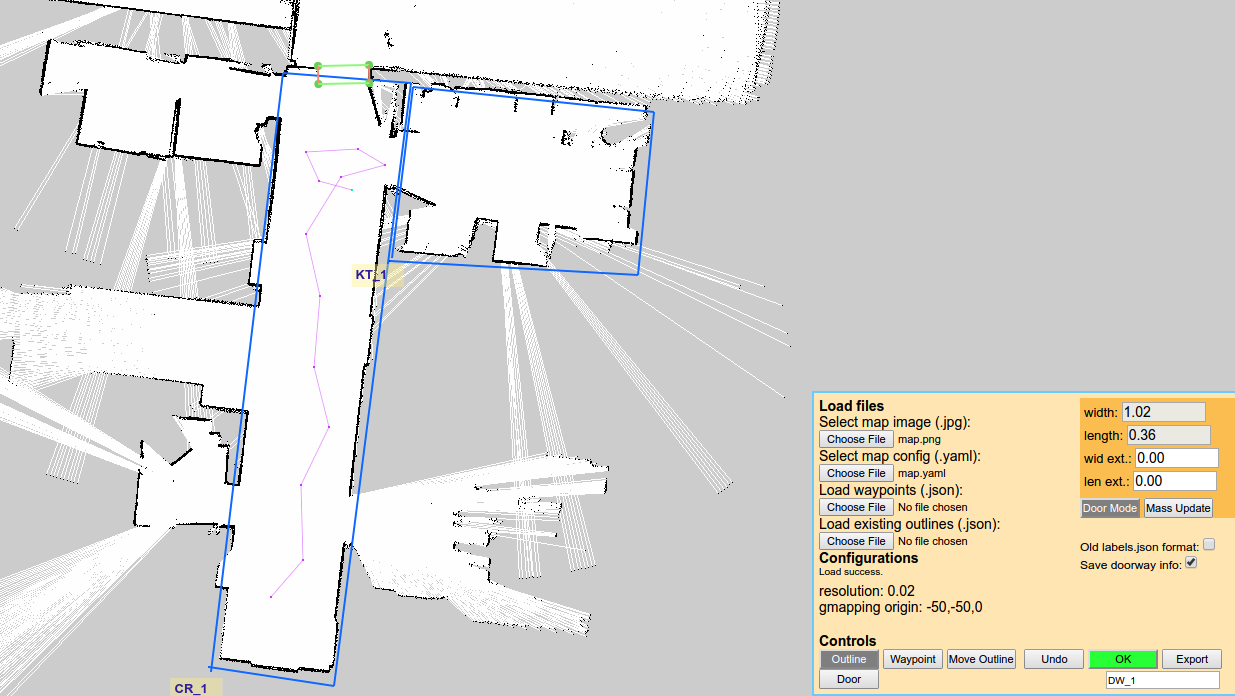 KT_1
CR_1
Load files
Select map image (.jpg):
Choose File map.png
Select map config (.yaml):
Choose File map.yaml
Load waypoints (.json):
Choose File No file chosen
Load existing outlines (.json):
Choose File No file chosen
Configurations
Load success.
resolution: 0.02
gmapping origin: -50,-50,0
width: 1.02
length: 0.36
wid ext.: 0.00
len ext.: 0.00
Door Mode Mass Update
Old labels.json format:
Save doorway info:
Controls
Outline Waypoint Move Outline Undo OK Export
Door DW_1